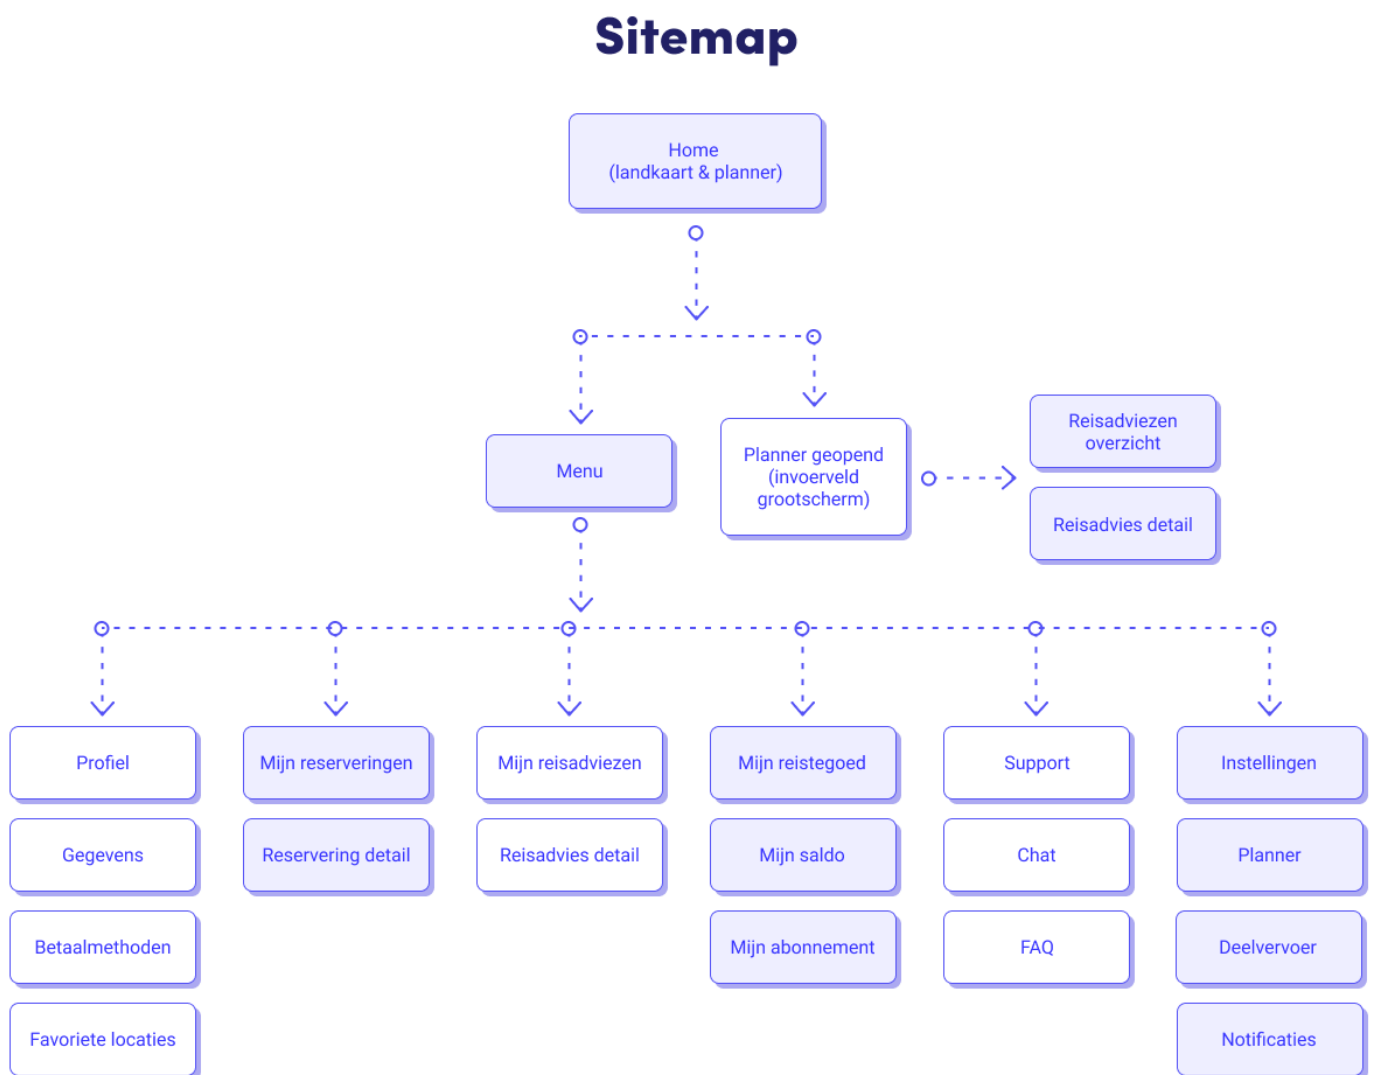 Sitemap
Home
(landkaart & planner)
Menu
Planner geopend
(invoerveld
grootscherm)
Reisadviezen
overzicht
Reisadvies detail
Profiel
Mijn reserveringen
Mijn reisadviezen
Mijn reistegoed
Support
Instellingen
Gegevens
Reservering detail
Reisadvies detail
Mijn saldo
Chat
Planner
Betaalmethoden
Mijn abonnement
FAQ
Deelvervoer
Favoriete locaties
Notificaties